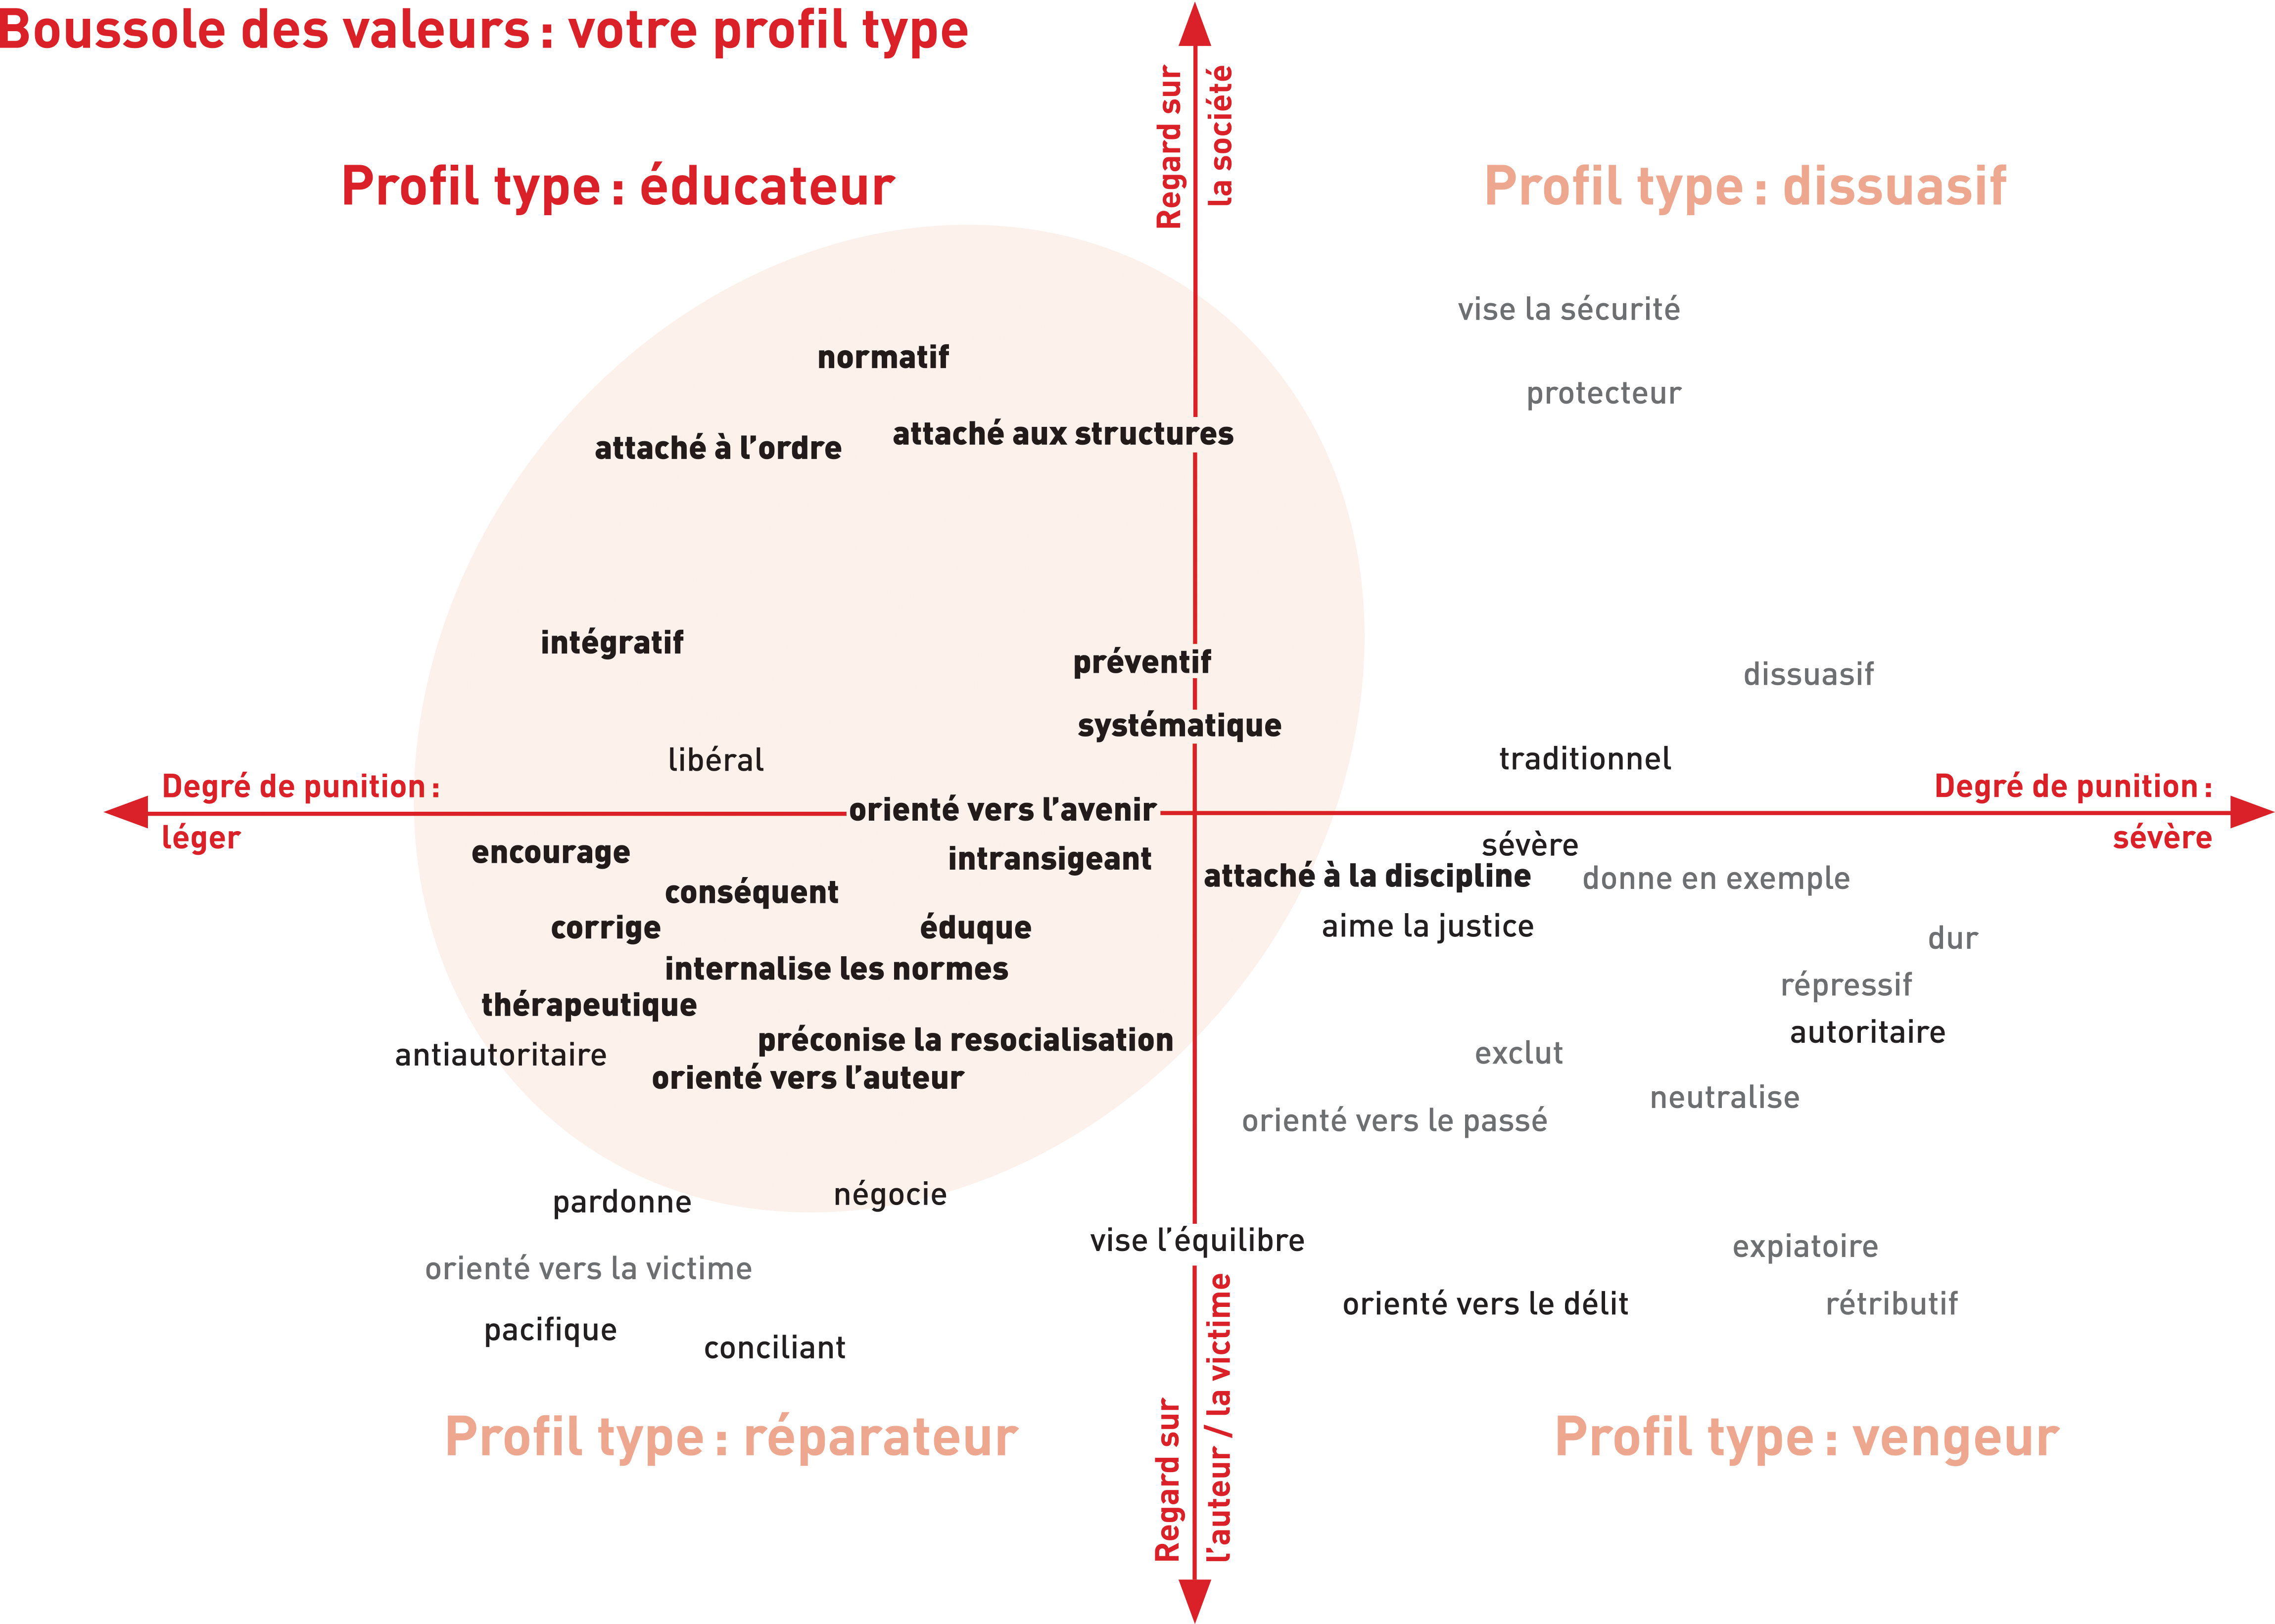 Boussole des valeurs : votre profil type
Regard sur
la société
Profil type : éducateur
Profil type : dissuasif
vise la sécurité
normatif
protecteur
attaché à l’ordre
attaché aux structures
intégratif
préventif
dissuasif
systématique
libéral
traditionnel
Degré de punition :
léger
orienté vers l’avenir
Degré de punition :
sévère
encourage
intransigeant
sévère
attaché à la discipline
donne en exemple
conséquent
corrige
éduque
aime la justice
dur
internalise les normes
répressif
thérapeutique
autoritaire
préconise la resocialisation
antiautoritaire
exclut
orienté vers l’auteur
neutralise
orienté vers le passé
pardonne
négocie
vise l’équilibre
expiatoire
orienté vers la victime
orienté vers le délit
rétributif
pacifique
conciliant
Regard sur
l’auteur / la victime
Profil type : réparateur
Profil type : vengeur